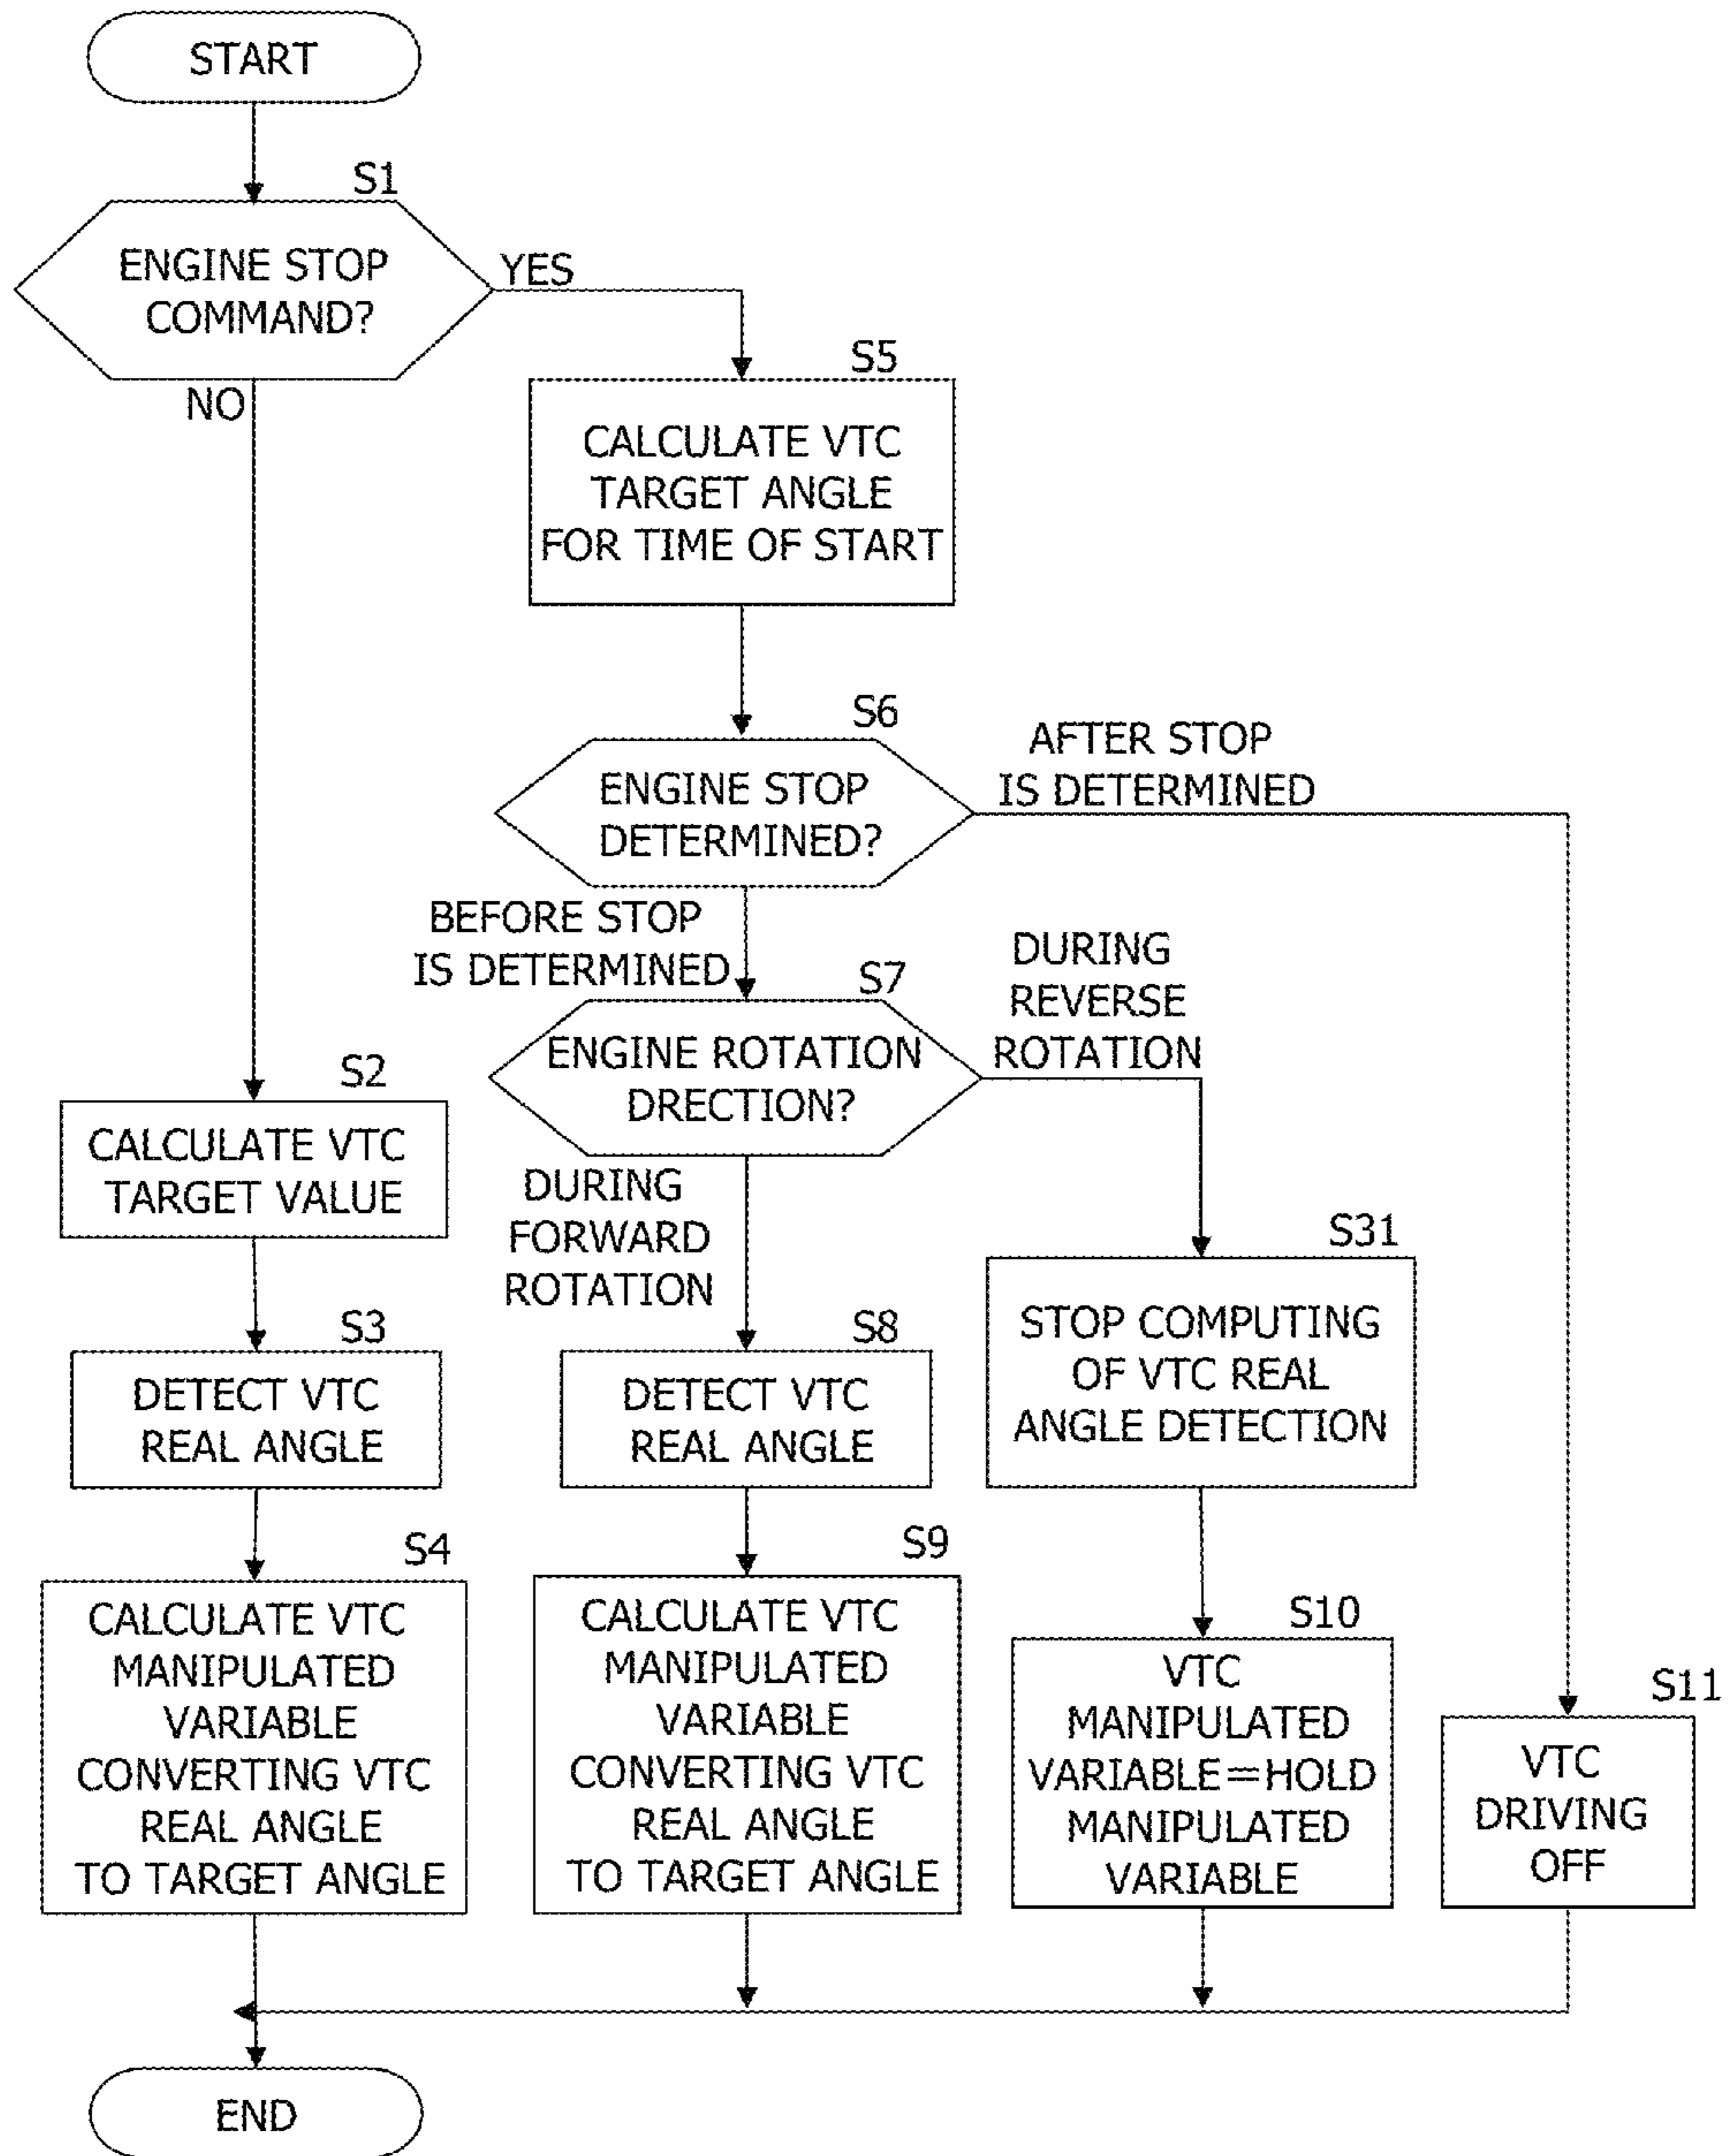 START
S1
ENGINE STOP
COMMAND?
YES
NO
S5
CALCULATE VTC
TARGET ANGLE
FOR TIME OF START
S6
ENGINE STOP
DETERMINED?
AFTER STOP
IS DETERMINED
BEFORE STOP
IS DETERMINED
S7
ENGINE ROTATION
DRECTION?
DURING
REVERSE
ROTATION
DURING
FORWARD
ROTATION
S2
CALCULATE VTC
TARGET VALUE
S3
DETECT VTC
REAL ANGLE
S4
CALCULATE VTC
MANIPULATED
VARIABLE
CONVERTING VTC
REAL ANGLE
TO TARGET ANGLE
S8
DETECT VTC
REAL ANGLE
S9
CALCULATE VTC
MANIPULATED
VARIABLE
CONVERTING VTC
REAL ANGLE
TO TARGET ANGLE
S31
STOP COMPUTING
OF VTC REAL
ANGLE DETECTION
S10
VTC
MANIPULATED
VARIABLE=HOLD
MANIPULATED
VARIABLE
S11
VTC
DRIVING
OFF
END